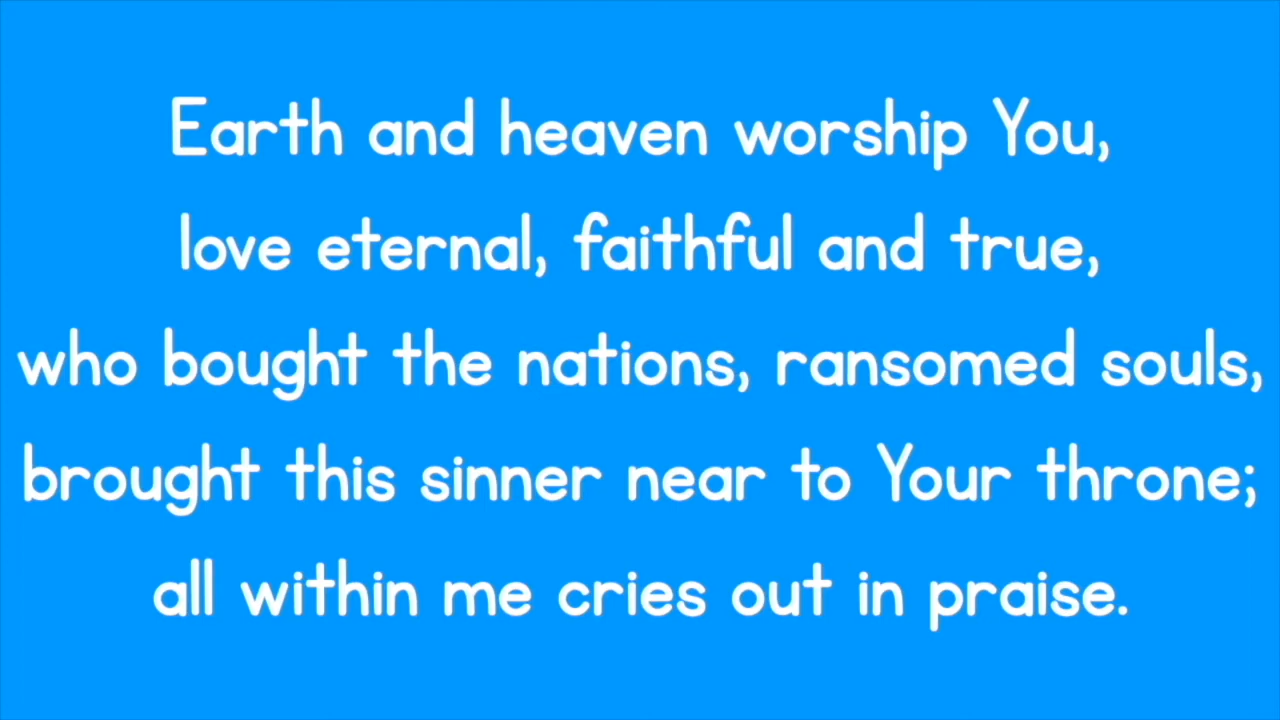 Earth and heaven worship You,
love eternal, faithful and true,
who bought the nations, ransomed souls,
brought this sinner near to Your throne;
all within me cries out in praise.